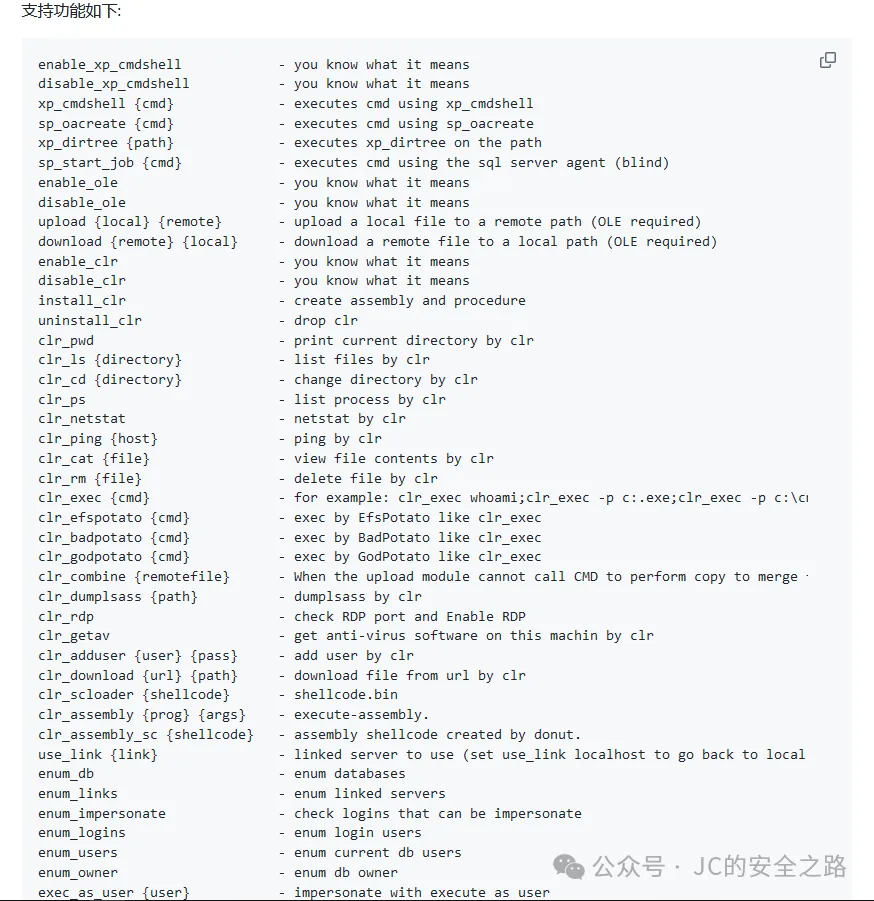 支持功能如下:
enable_xp_cmdshell - you know what it means
disable_xp_cmdshell - you know what it means
xp_cmdshell {cmd} - executes cmd using xp_cmdshell
sp_oacreate {cmd} - executes cmd using sp_oacreate
xp_dirtree {path} - executes xp_dirtree on the path
sp_start_job {cmd} - executes cmd using the sql server agent (blind)
enable_ole - you know what it means
disable_ole - you know what it means
upload {local} {remote} - upload a local file to a remote path (OLE required)
download {remote} {local} - download a remote file to a local path (OLE required)
enable_clr - you know what it means
disable_clr - you know what it means
install_clr - create assembly and procedure
uninstall_clr - drop clr
clr_pwd - print current directory by clr
clr_ls {directory} - list files by clr
clr_cd {directory} - change directory by clr
clr_ps - list process by clr
clr_netstat - netstat by clr
clr_ping {host} - ping by clr
clr_cat {file} - view file contents by clr
clr_rm {file} - delete file by clr
clr_exec {cmd} - for example: clr_exec whoami;clr_exec -p c:.exe;clr_exec -p
clr_efspotato {cmd} - exec by EfsPotato like clr_exec
clr_badpotato {cmd} - exec by BadPotato like clr_exec
clr_godpotato {cmd} - exec by GodPotato like clr_exec
clr_combine {remotefile} - When the upload module cannot call CMD to perform copy to merge
clr_dumplsass {path} - dumplsass by clr
clr_rdp - check RDP port and Enable RDP
clr_getav - get anti-virus software on this machin by clr
clr_adduser {user} {pass} - add user by clr
clr_download {url} {path} - download file from url by clr
clr_scloader {shellcode} - shellcode.bin
clr_assembly {prog} {args} - execute-assembly.
clr_assembly_sc {shellcode} - assembly shellcode created by donut.
use_link {link} - linked server to use (set use_link localhost to go back to local
enum_db - enum databases
enum_links - enum linked servers
enum_impersonate - check logins that can be impersonate
enum_logins - enum login users
enum_users - enum current db users
enum_owner - enum db owner
exec_as_user {user} - impersonate with execute as user
公众号 · JC的安全之路